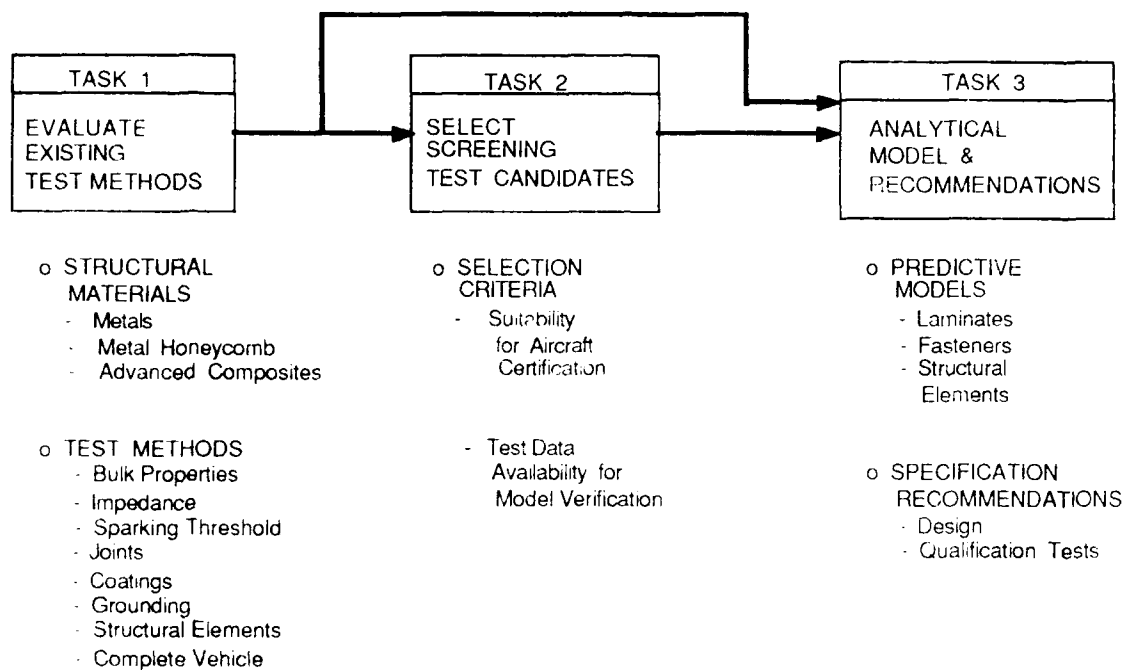 TASK 1
EVALUATE
EXISTING
TEST METHODS
TASK 2
SELECT
SCREENING
TEST CANDIDATES
TASK 3
ANALYTICAL
MODEL &
RECOMMENDATIONS
o STRUCTURAL
MATERIALS
- Metals
- Metal Honeycomb
- Advanced Composites
o TEST METHODS
- Bulk Properties
- Impedance
- Sparking Threshold
- Joints
- Coatings
- Grounding
- Structural Elements
- Complete Vehicle
o SELECTION
CRITERIA
- Suitability
for Aircraft
Certification
- Test Data
Availability for
Model Verification
o PREDICTIVE
MODELS
- Laminates
- Fasteners
- Structural
Elements
o SPECIFICATION
RECOMMENDATIONS
- Design
- Qualification Tests